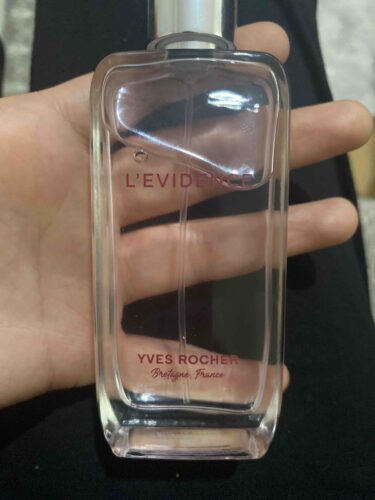 L'EVIDENCE
YVES ROCHER
Bretagne, France